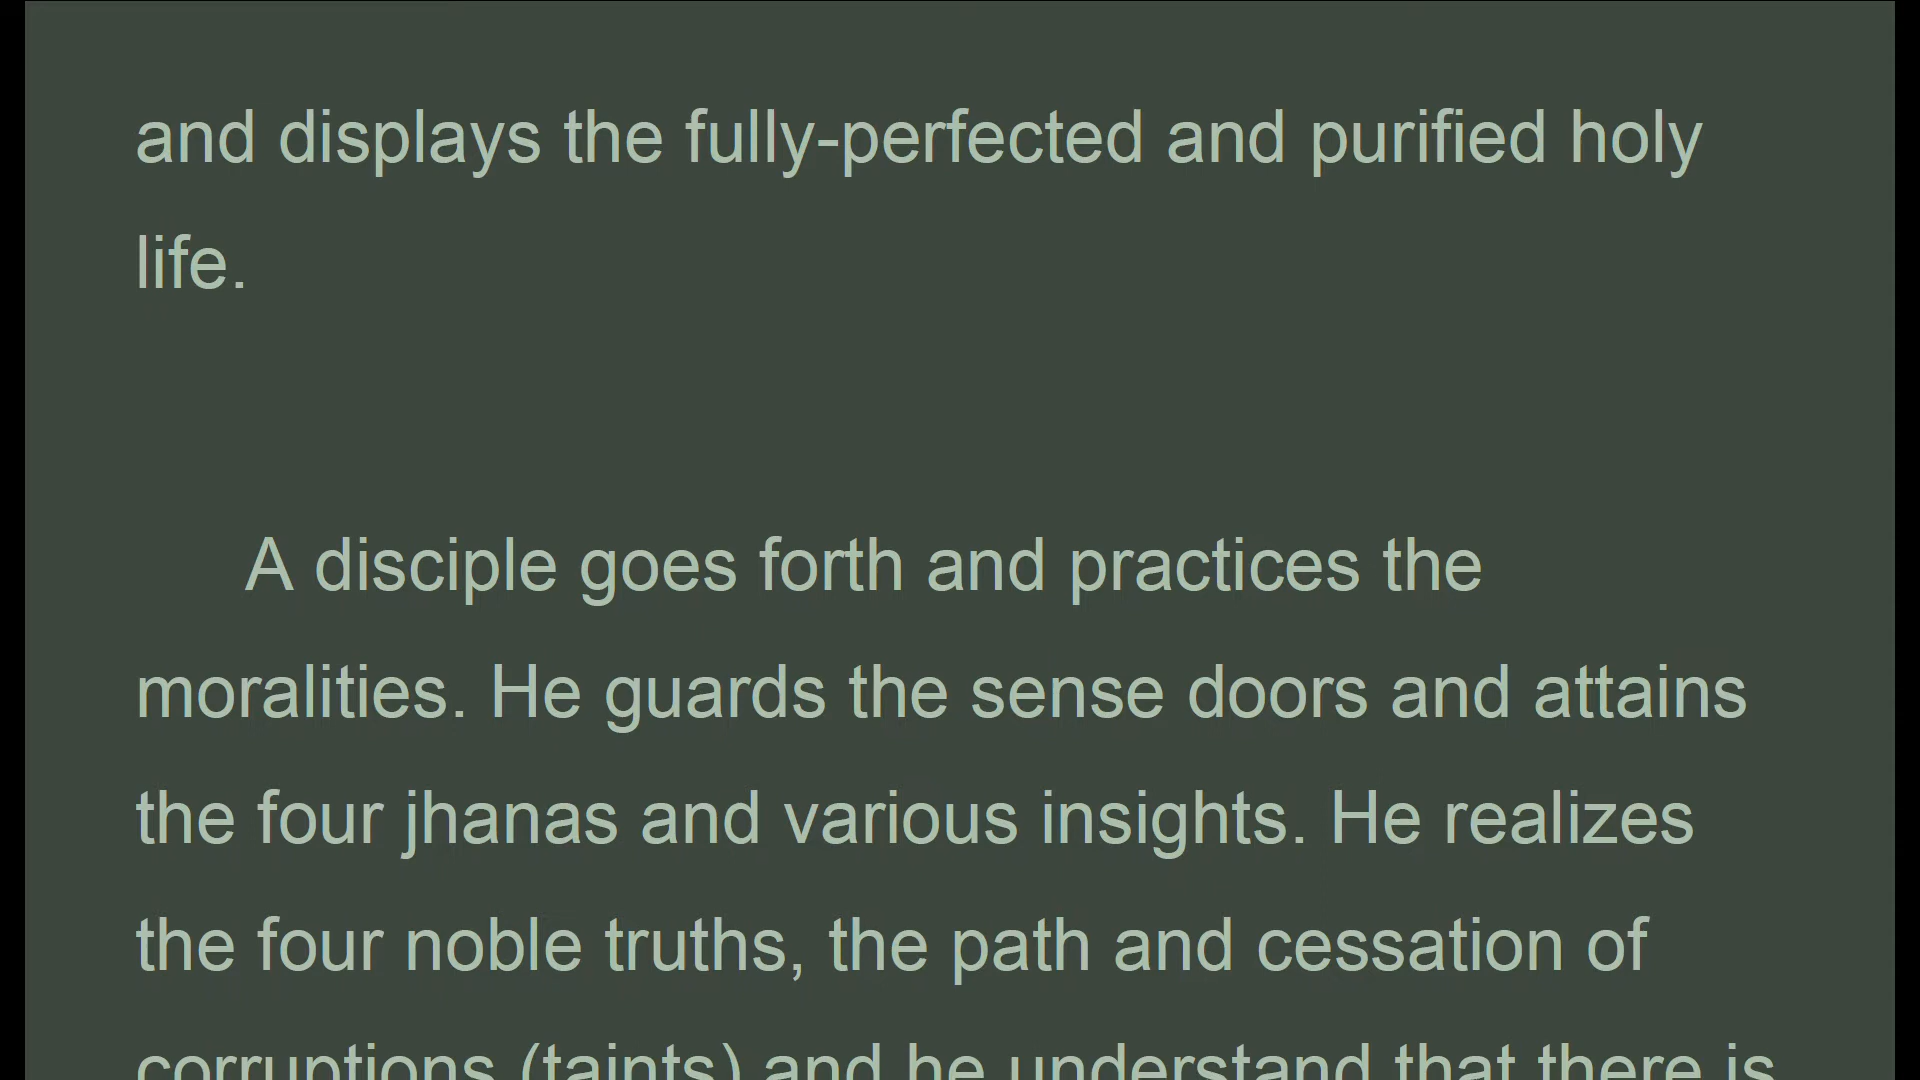 and displays the fully-perfected and purified holy
life.
A disciple goes forth and practices the
moralities. He guards the sense doors and attains
the four jhanas and various insights. He realizes
the four noble truths, the path and cessation of
corruptions (taints) and he understand that there is